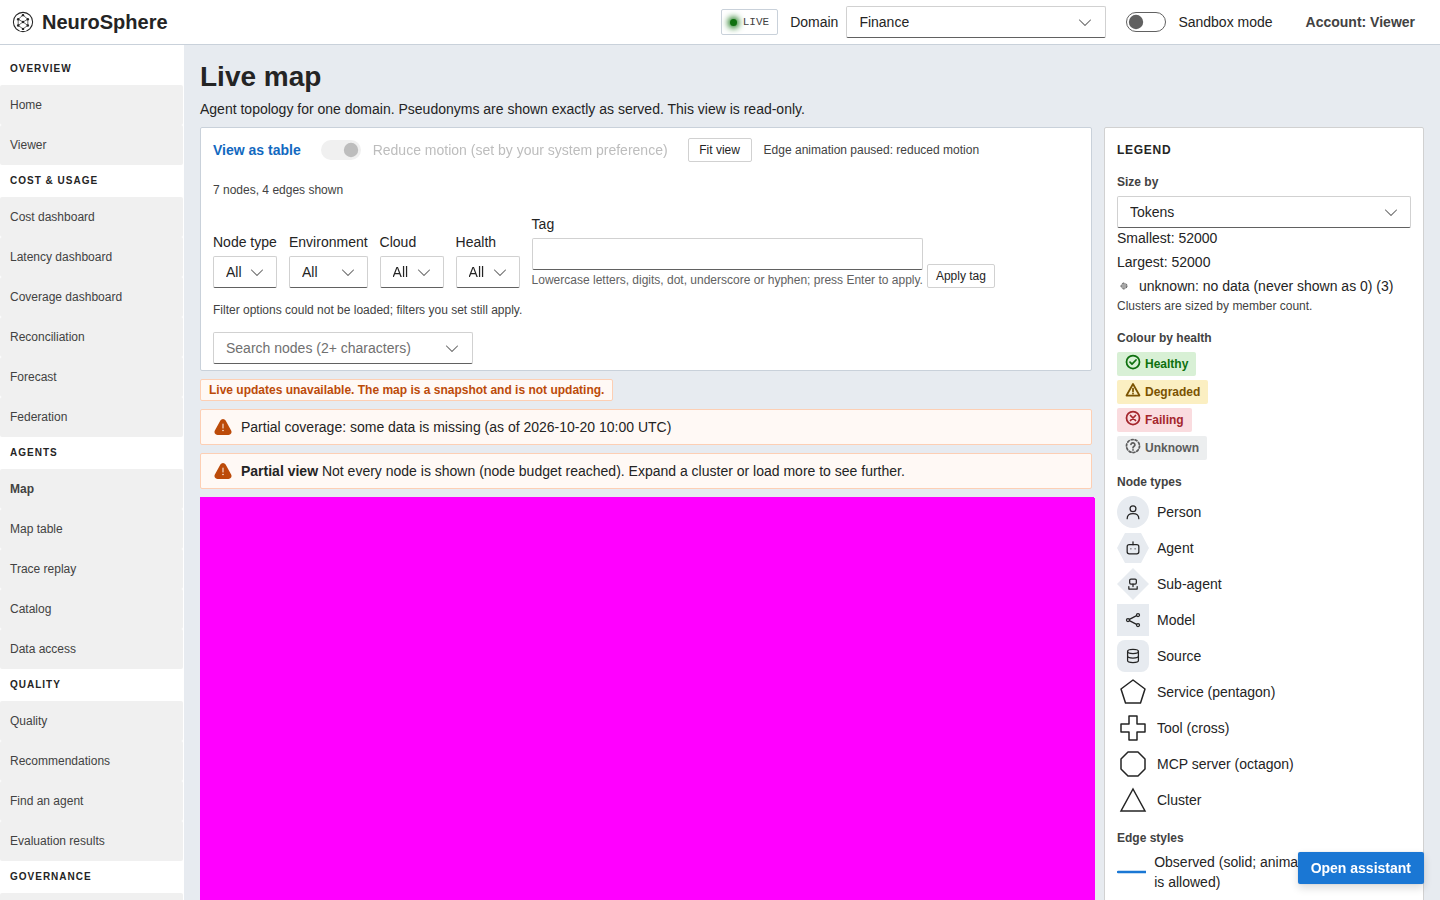 NeuroSphere
LIVE
Domain
Finance
Sandbox mode
Account: Viewer
OVERVIEW
Home
Viewer
COST & USAGE
Cost dashboard
Latency dashboard
Coverage dashboard
Reconciliation
Forecast
Federation
AGENTS
Map
Map table
Trace replay
Catalog
Data access
QUALITY
Quality
Recommendations
Find an agent
Evaluation results
GOVERNANCE
Live map
Agent topology for one domain. Pseudonyms are shown exactly as served. This view is read-only.
View as table
Reduce motion (set by your system preference)
Fit view
Edge animation paused: reduced motion
7 nodes, 4 edges shown
Node type
All
Environment
All
Cloud
All
Health
All
Tag
Lowercase letters, digits, dot, underscore or hyphen; press Enter to apply.
Apply tag
Filter options could not be loaded; filters you set still apply.
Search nodes (2+ characters)
Live updates unavailable. The map is a snapshot and is not updating.
Partial coverage: some data is missing (as of 2026-10-20 10:00 UTC)
Partial view Not every node is shown (node budget reached). Expand a cluster or load more to see further.
LEGEND
Size by
Tokens
Smallest: 52000
Largest: 52000
unknown: no data (never shown as 0) (3)
Clusters are sized by member count.
Colour by health
Healthy
Degraded
Failing
Unknown
Node types
Person
Agent
Sub-agent
Model
Source
Service (pentagon)
Tool (cross)
MCP server (octagon)
Cluster
Edge styles
Observed (solid; anima
is allowed)
Open assistant